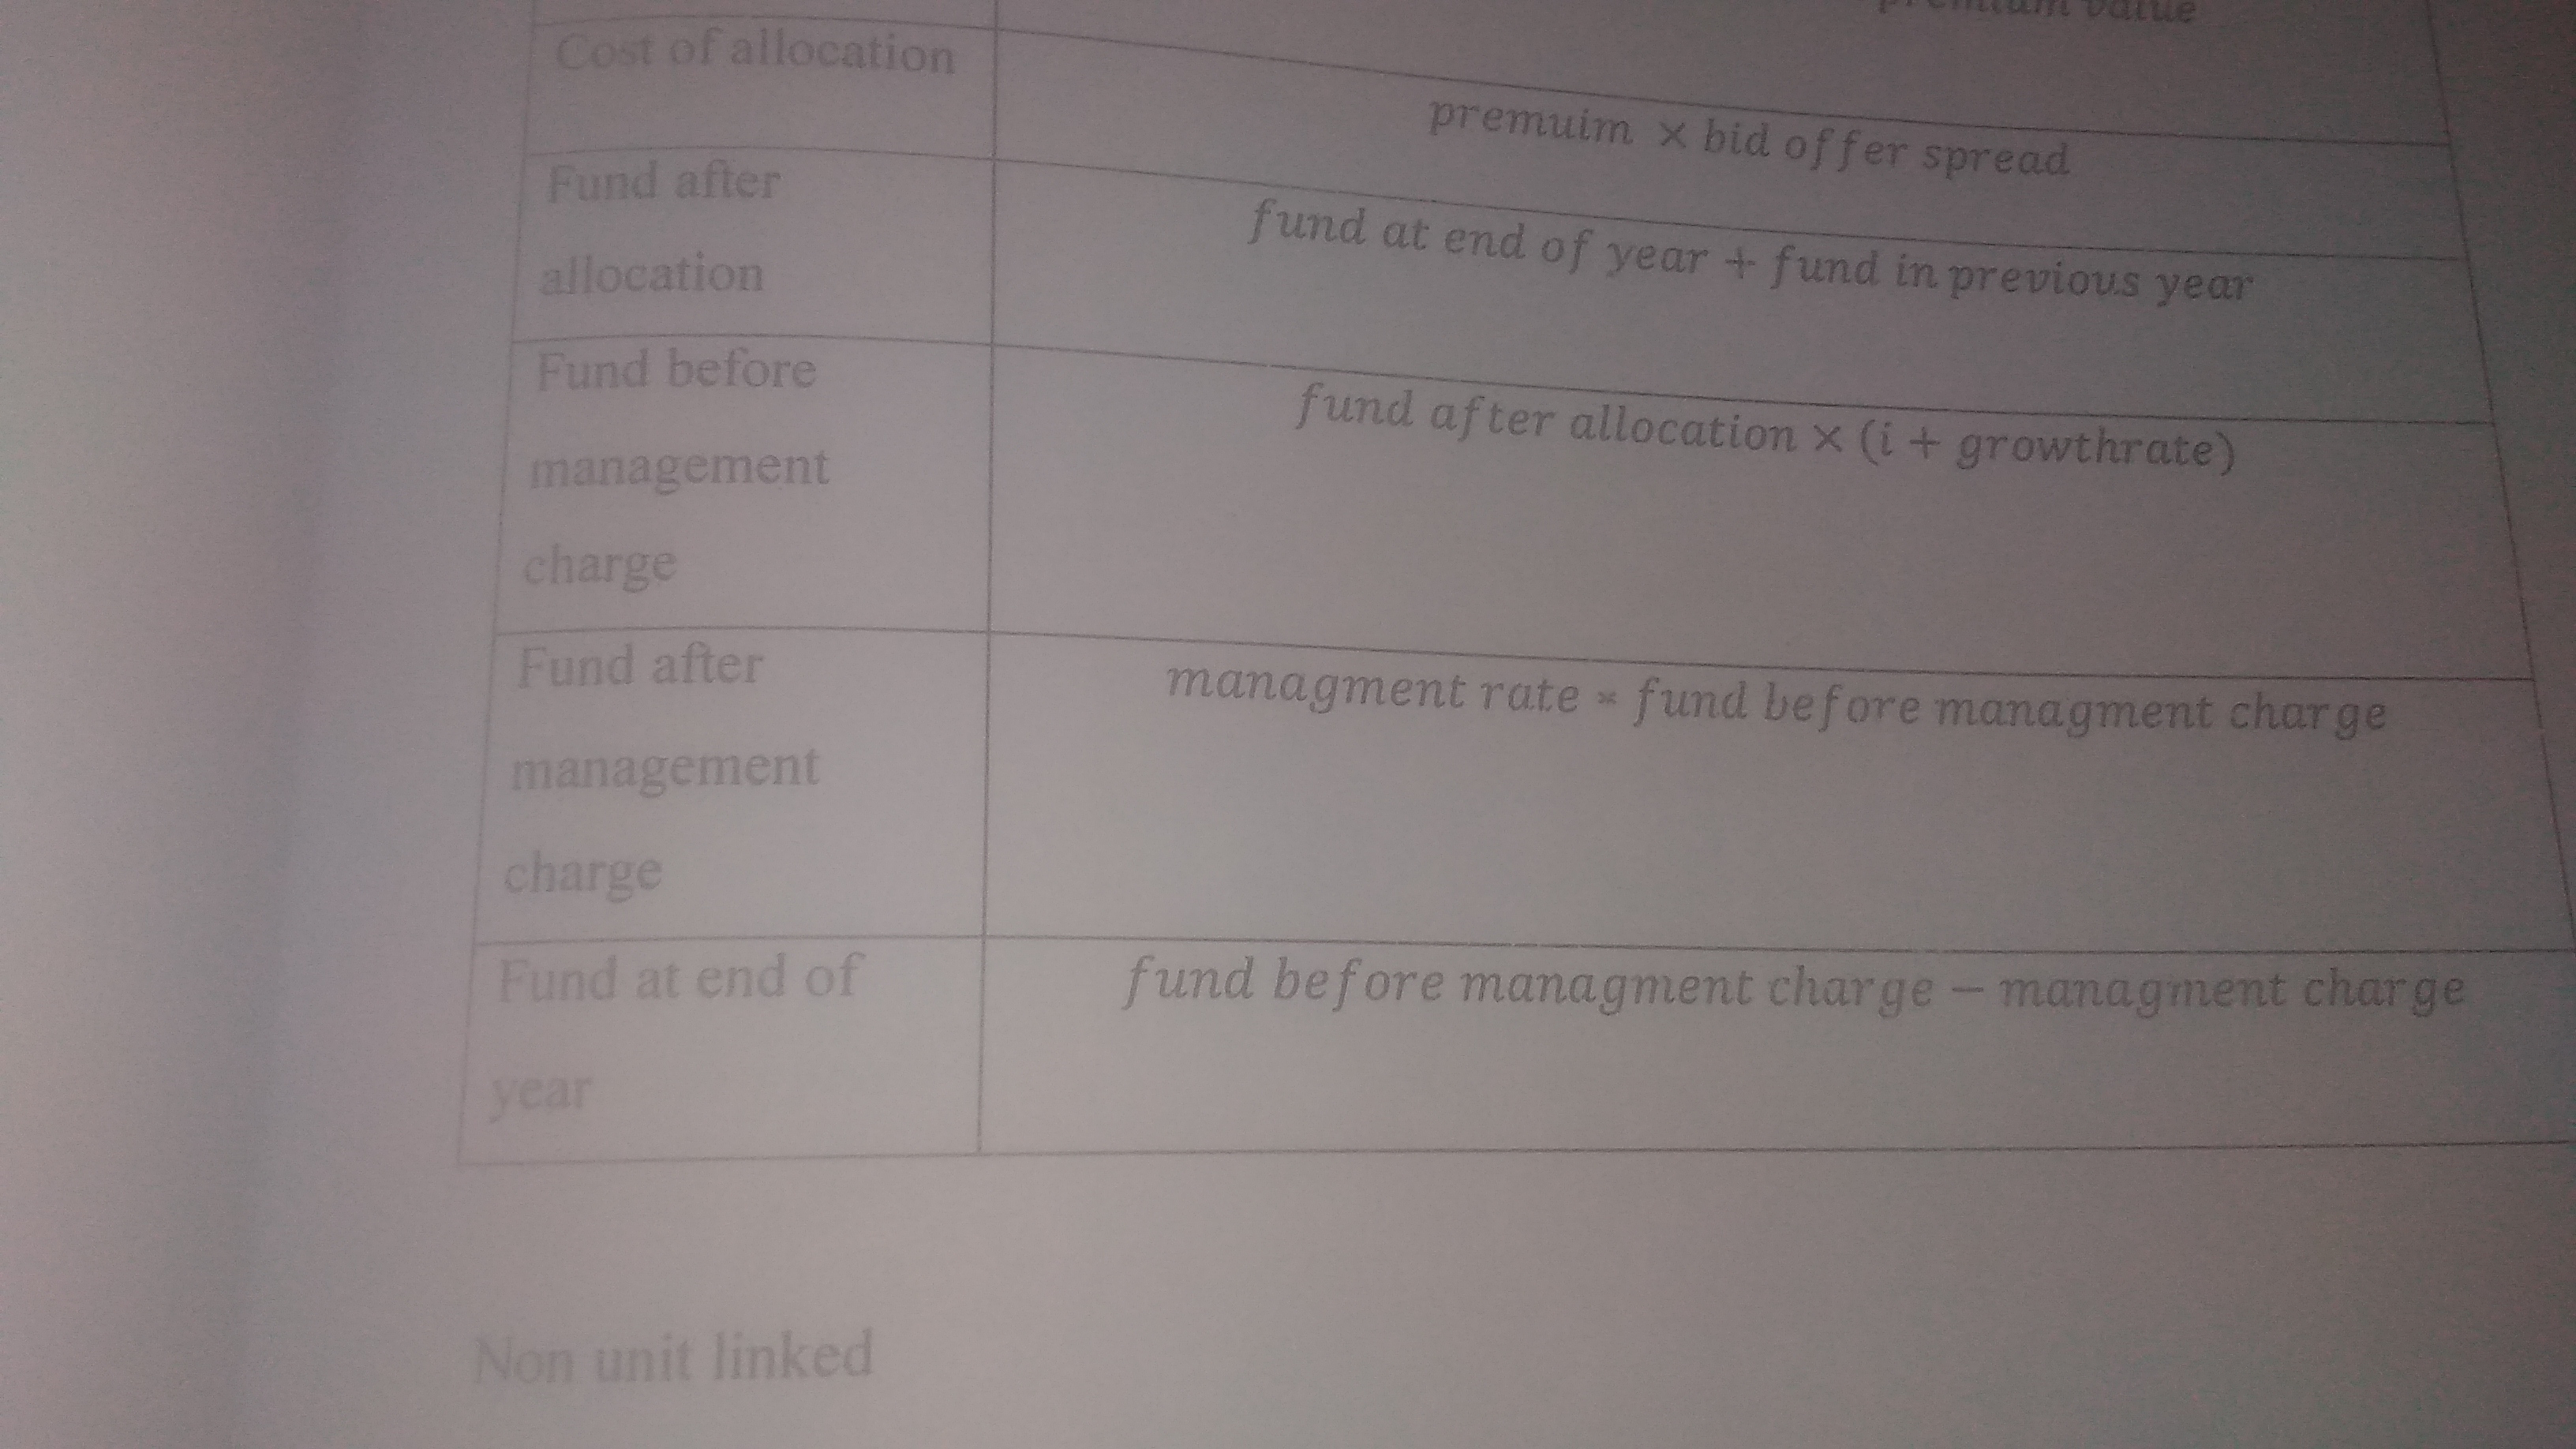 premium value
Cost of allocation
premuim × bid offer spread
Fund after
allocation
fund at end of year + fund in previous year
Fund before
management
charge
fund after allocation × (i + growthrate)
Fund after
management
charge
managment rate * fund before managment charge
Fund at end of
year
fund before managment charge − managment charge
Non unit linked